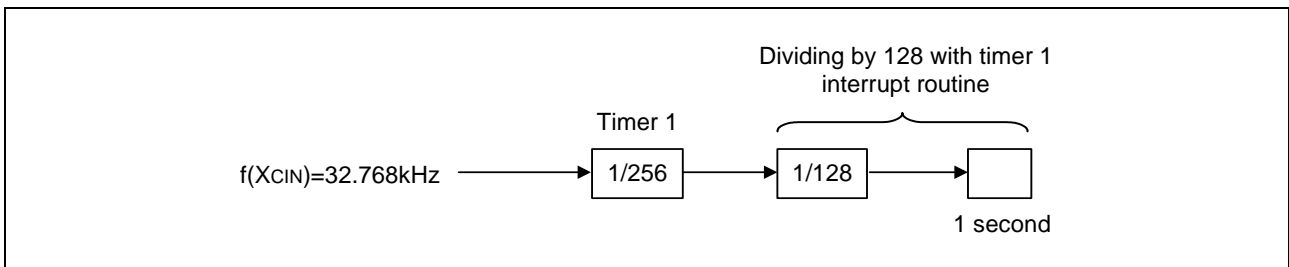 Dividing by 128 with timer 1
interrupt routine
Timer 1
f(XCIN)=32.768kHz
1/256
1/128
1 second